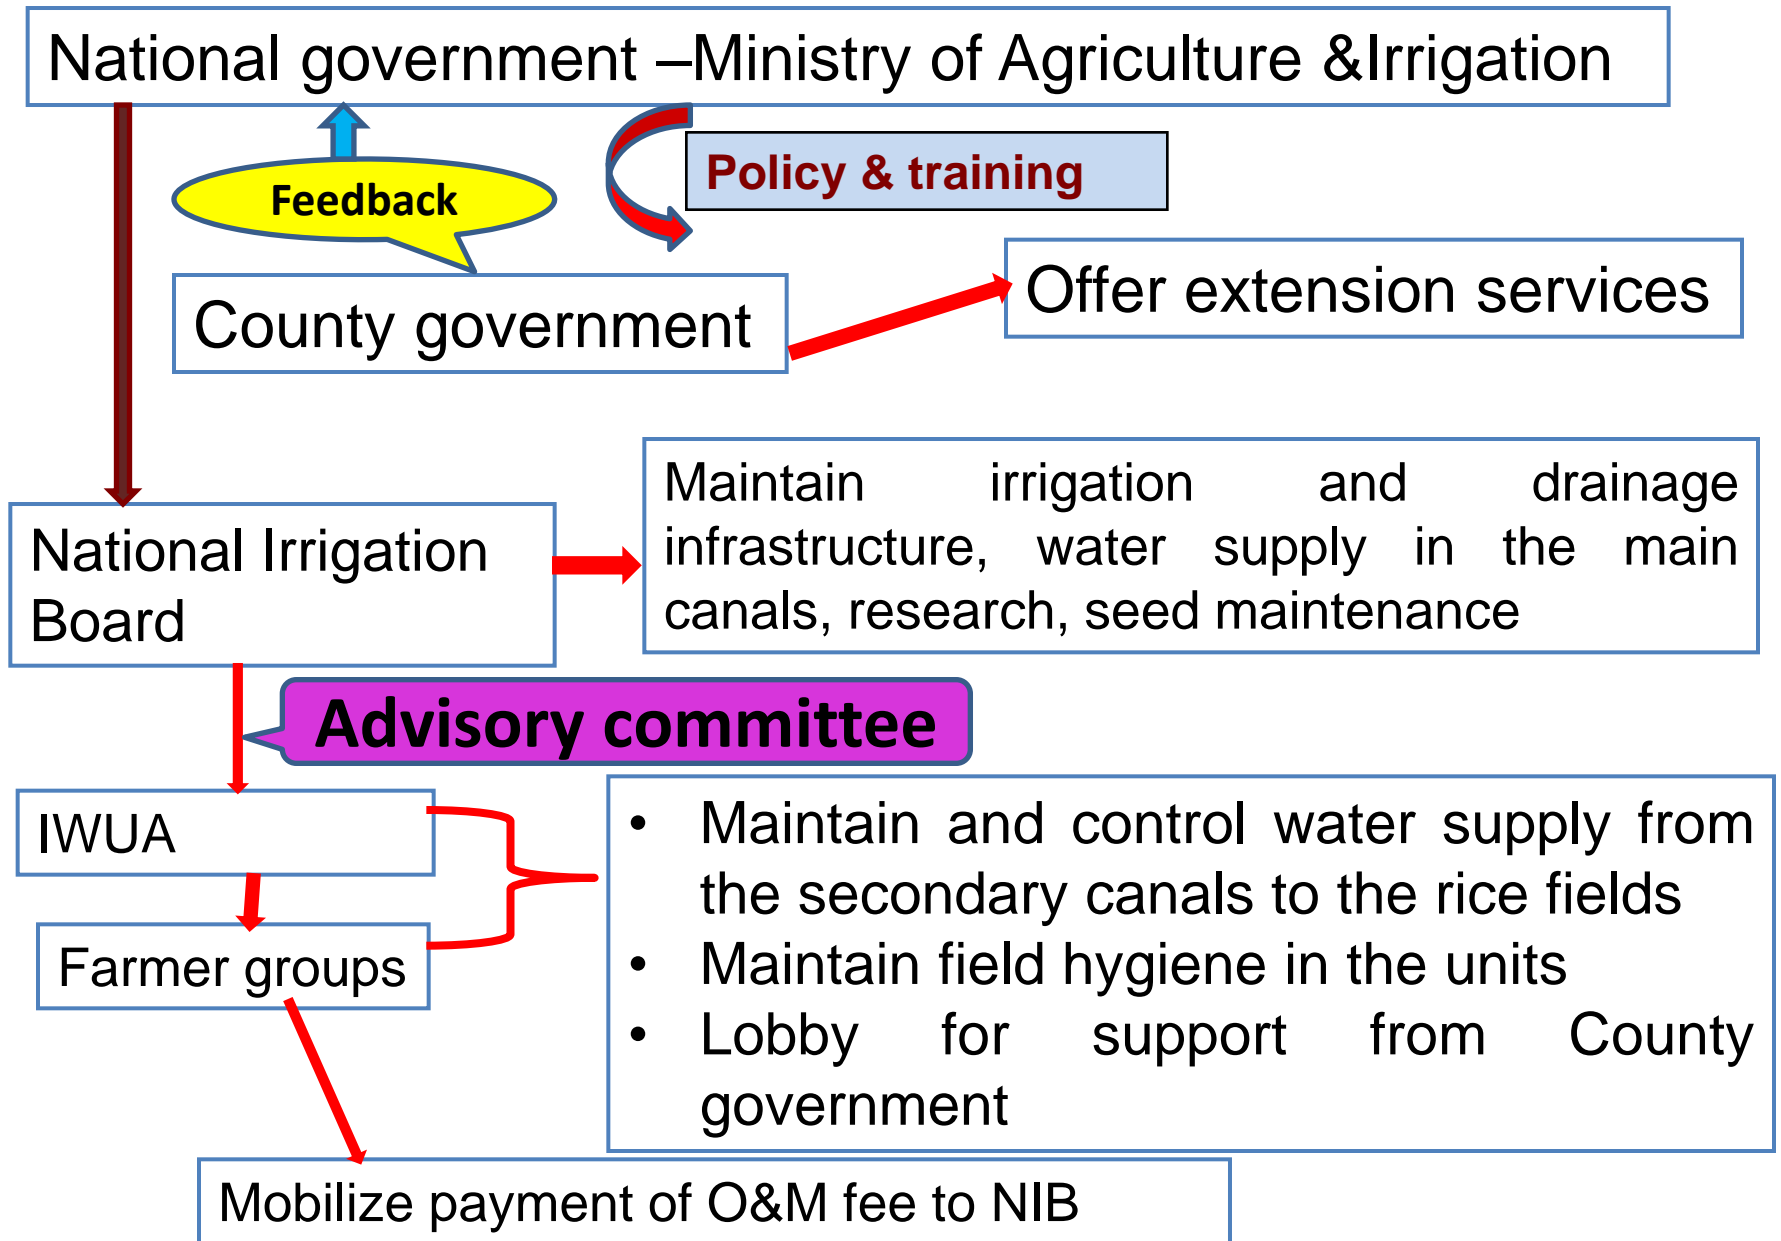 National government –Ministry of Agriculture &Irrigation
Feedback
Policy & training
County government
Offer extension services
National Irrigation
Board
Maintain irrigation and drainage
infrastructure, water supply in the main
canals, research, seed maintenance
Advisory committee
IWUA
Farmer groups
• Maintain and control water supply from
the secondary canals to the rice fields
• Maintain field hygiene in the units
• Lobby for support from County
government
Mobilize payment of O&M fee to NIB